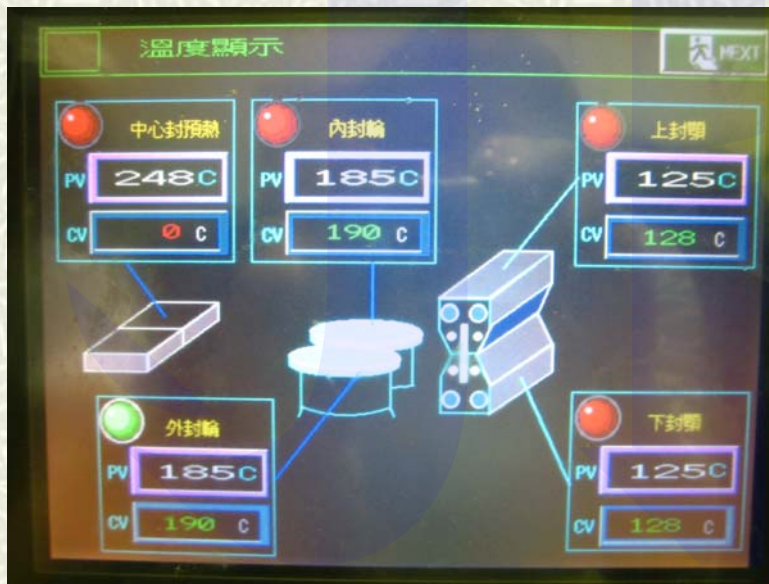 溫度顯示
NEXT
中心封預熱
PV 248C
CV 0 C
內封輪
PV 185C
CV 190 C
上封顎
PV 125C
CV 128 C
外封輪
PV 185C
CV 190 C
下封顎
PV 125C
CV 128 C